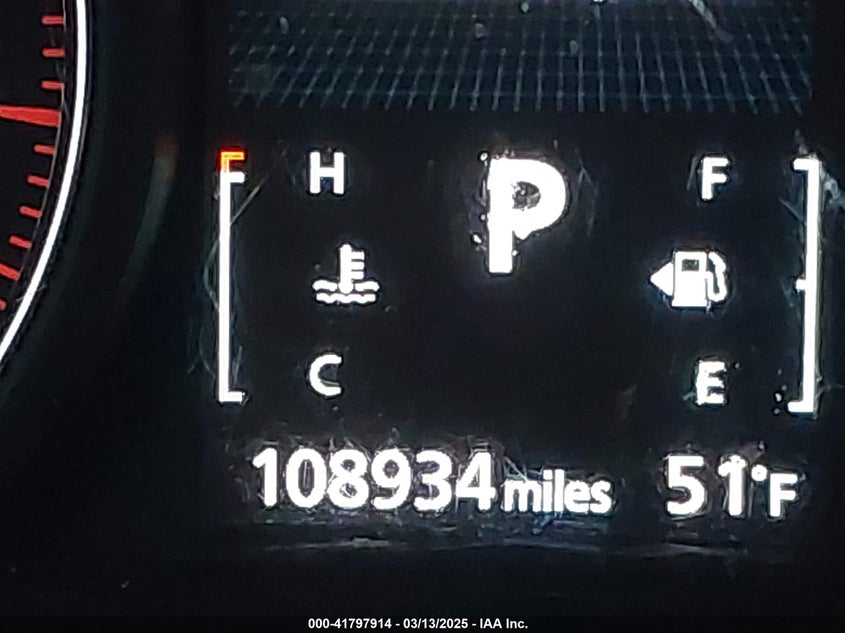 H P F
C E
108934 miles 51°F
000-41797914 - 03/13/2025 - IAA Inc.